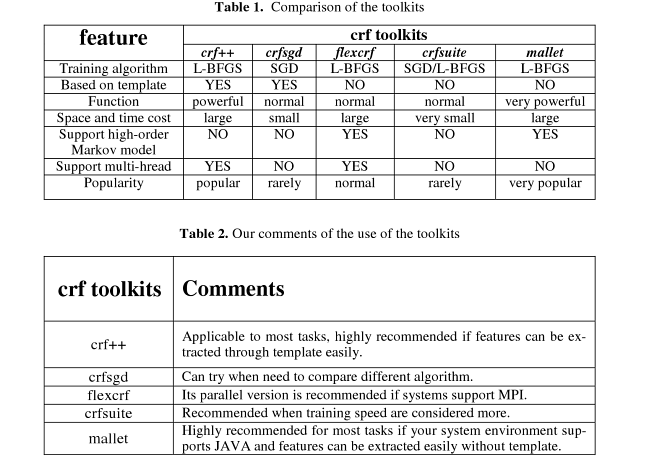 Table 1. Comparison of the toolkits
feature
crf toolkits
crf++ crfsgd flexcrf crfsuite mallet
Training algorithm L-BFGS SGD L-BFGS SGD/L-BFGS L-BFGS
Based on template YES YES NO NO NO
Function powerful normal normal normal very powerful
Space and time cost large small large very small large
Support high-order NO NO YES NO YES
Markov model
Support multi-hread YES NO YES NO NO
Popularity popular rarely normal rarely very popular
Table 2. Our comments of the use of the toolkits
crf toolkits Comments
crf++
Applicable to most tasks, highly recommended if features can be ex-
tracted through template easily.
crfsgd Can try when need to compare different algorithm.
flexcrf Its parallel version is recommended if systems support MPI.
crfsuite Recommended when training speed are considered more.
mallet
Highly recommended for most tasks if your system environment sup-
ports JAVA and features can be extracted easily without template.